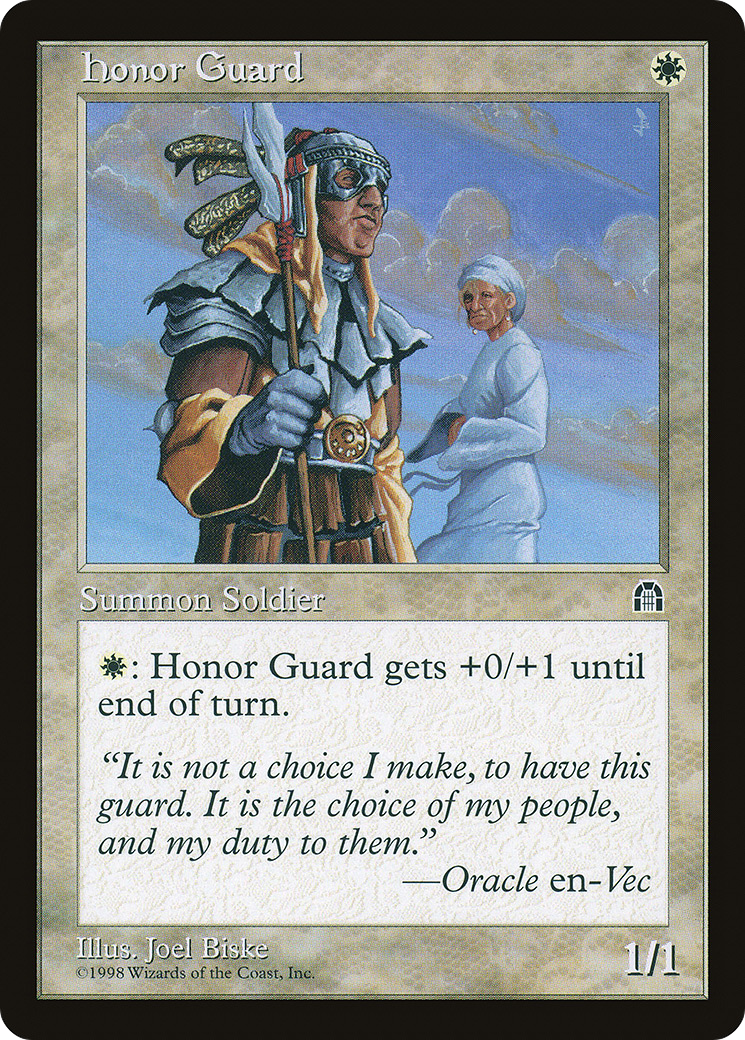 Honor Guard
Summon Soldier
: Honor Guard gets +0/+1 until
end of turn.
“It is not a choice I make, to have this
guard. It is the choice of my people,
and my duty to them.”
—Oracle en-Vec
Illus. Joel Biske
©1998 Wizards of the Coast, Inc.
1/1